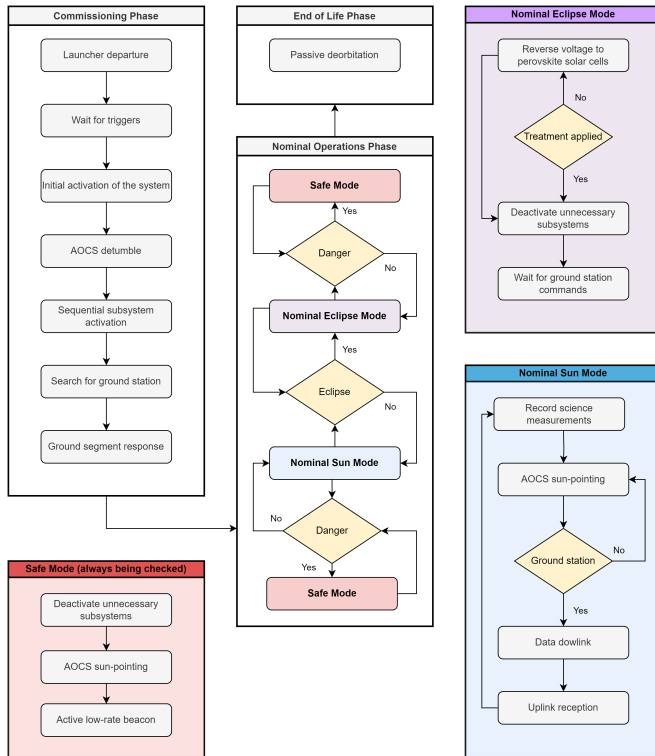 Commissioning Phase
Launcher departure
Wait for triggers
Initial activation of the system
AOCS detumble
Sequential subsystem
activation
Search for ground station
Ground segment response
End of Life Phase
Passive deorbitation
Nominal Operations Phase
Safe Mode
Yes
Danger
No
Nominal Eclipse Mode
Yes
Eclipse
No
Nominal Sun Mode
No
Danger
Yes
Safe Mode
Safe Mode (always being checked)
Deactivate unnecessary
subsystems
AOCS sun-pointing
Active low-rate beacon
Nominal Eclipse Mode
Reverse voltage to
perovskite solar cells
No
Treatment applied
Yes
Deactivate unnecessary
subsystems
Wait for ground station
commands
Nominal Sun Mode
Record science
measurements
AOCS sun-pointing
Ground station
No
Yes
Data dowlink
Uplink reception